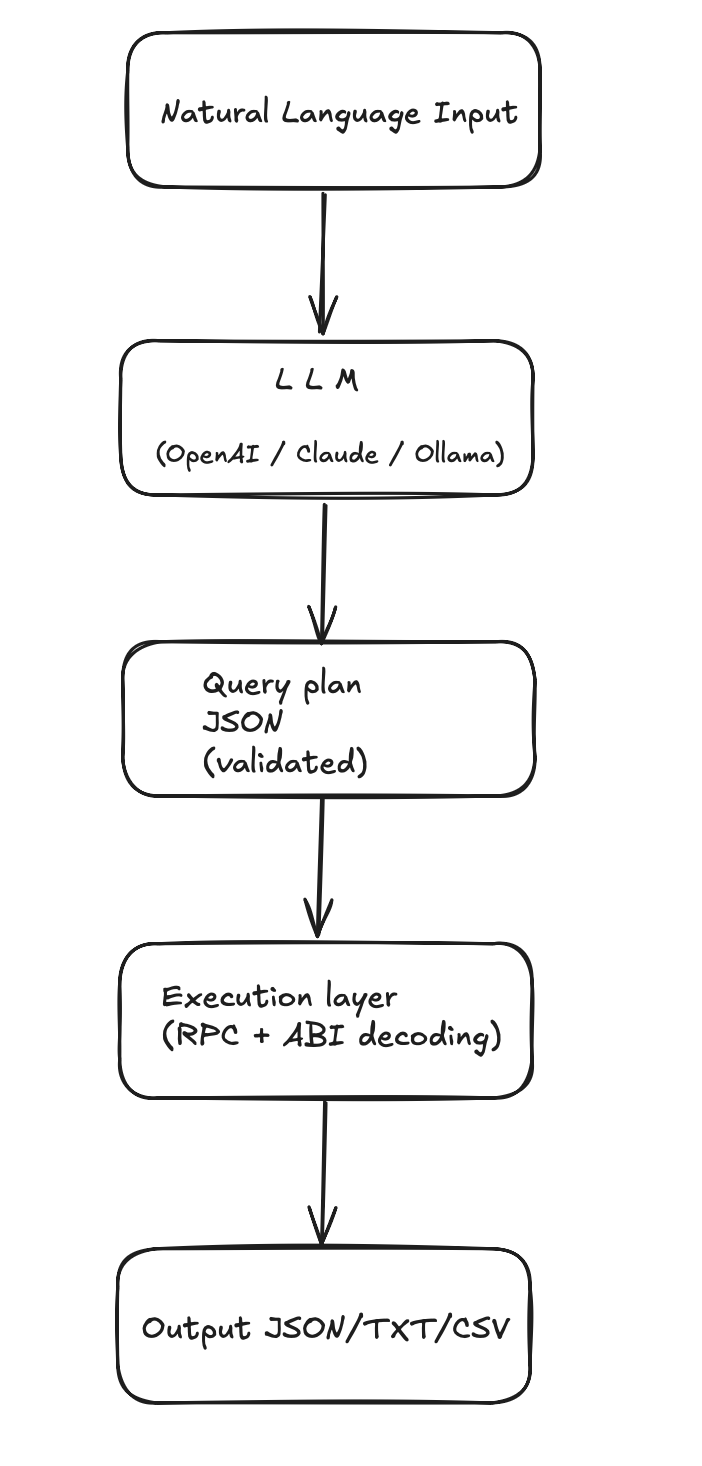 Natural Language Input
L L M
(OpenAI / Claude / Ollama)
Query plan
JSON
(validated)
Execution layer
(RPC + ABI decoding)
Output JSON/TXT/CSV